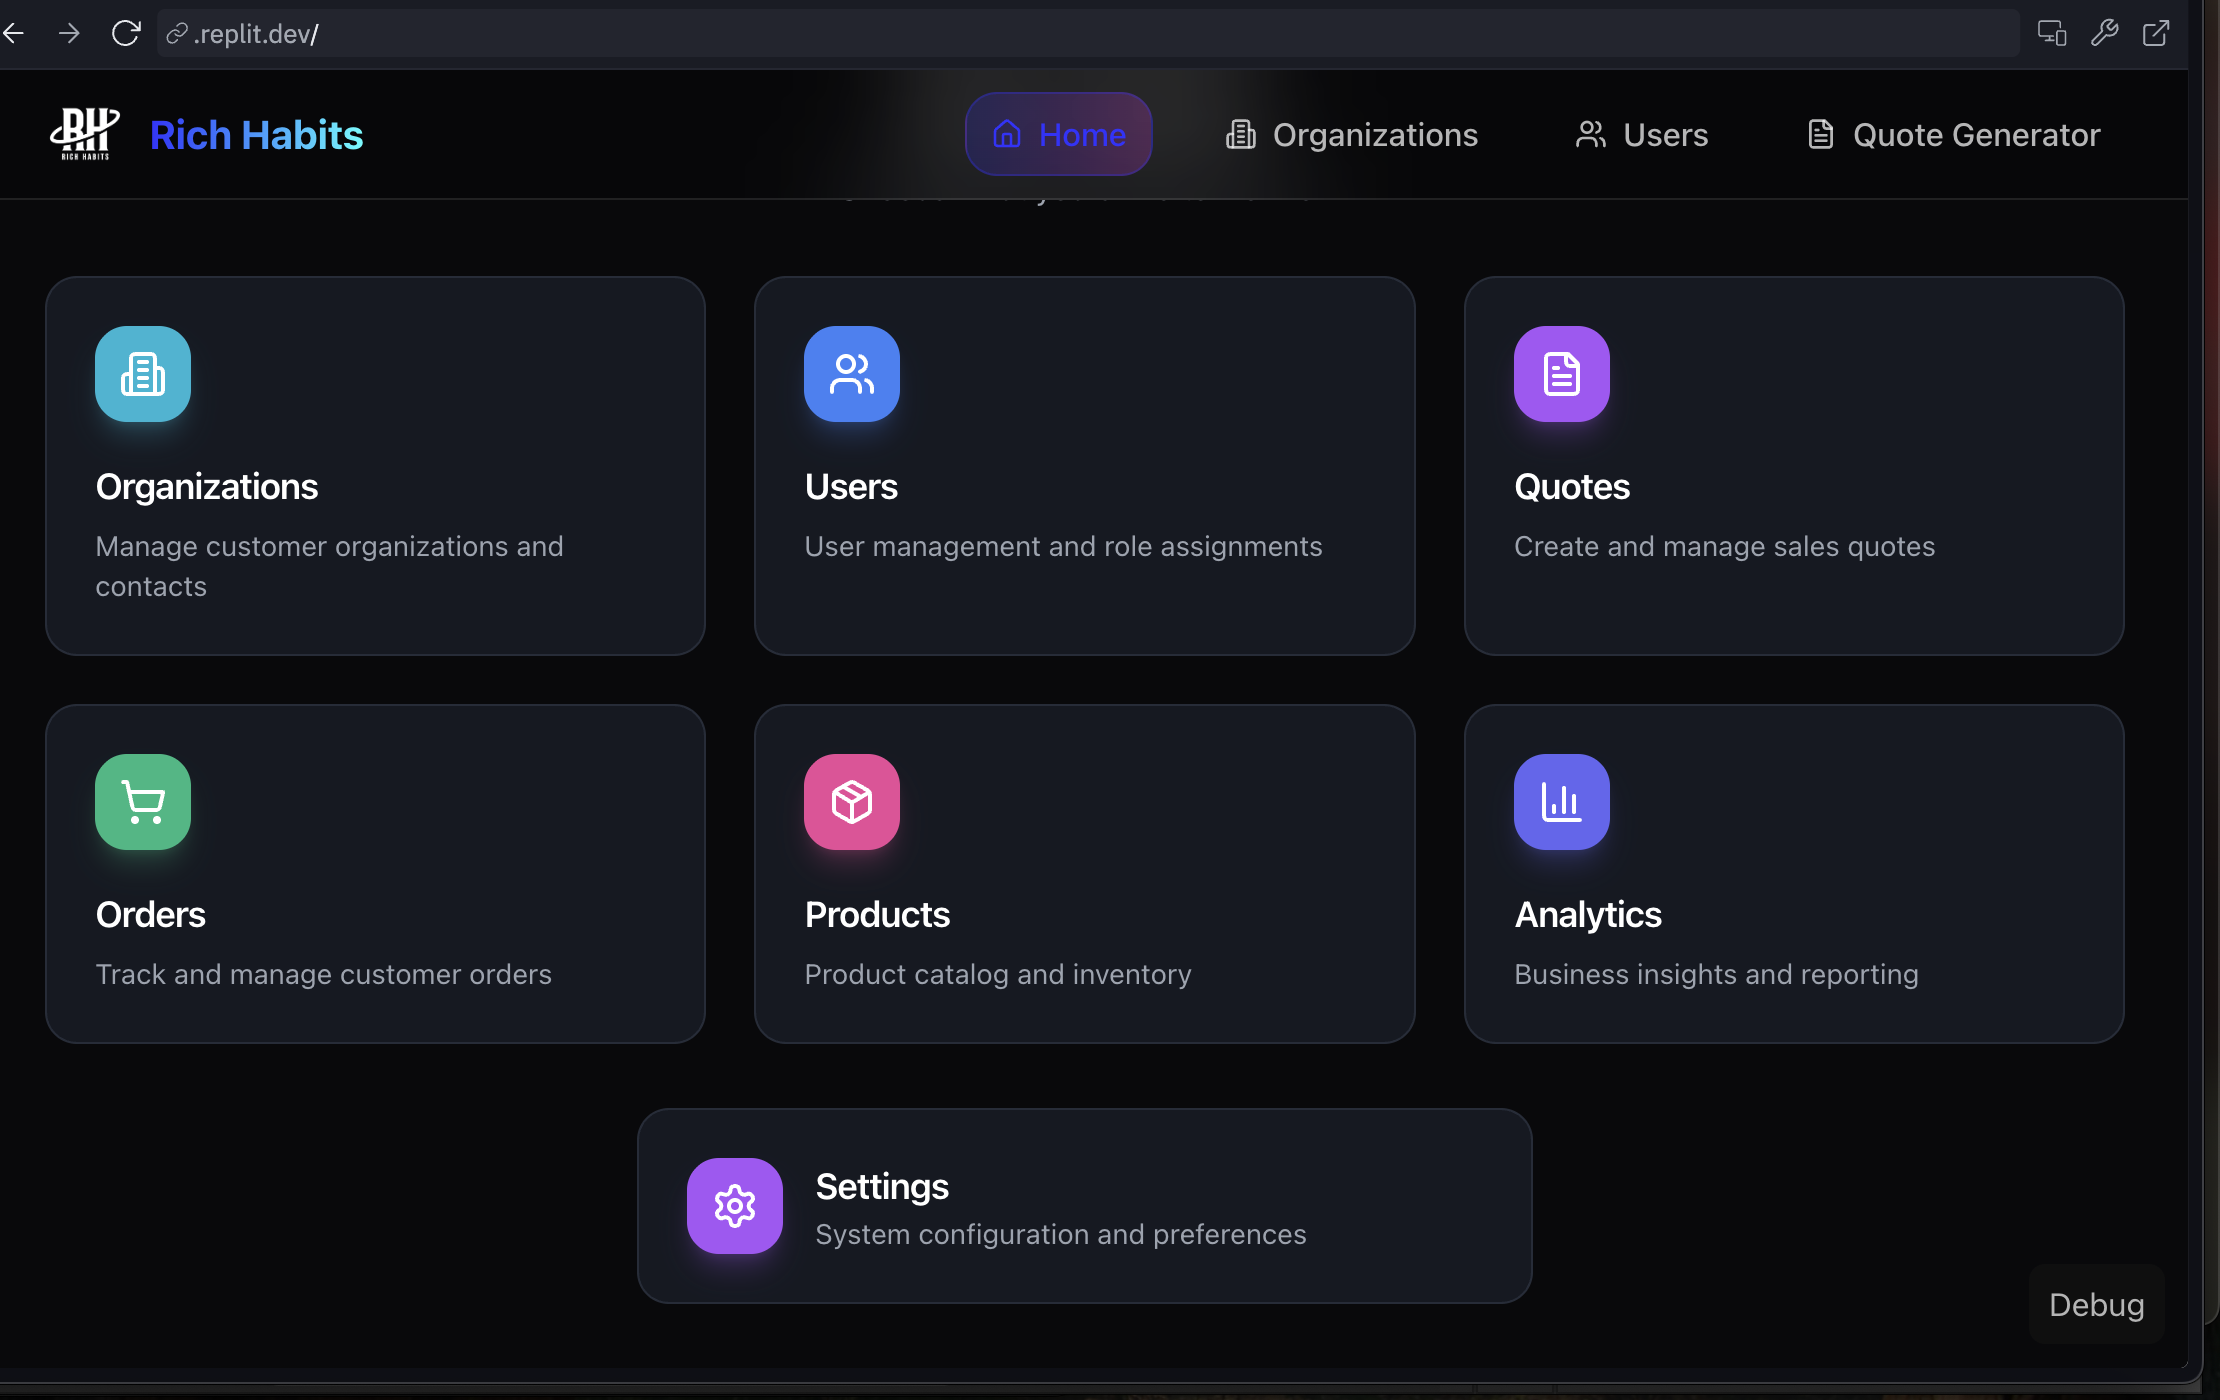 .replit.dev/
RH
RICH HABITS
Rich Habits
Home
Organizations
Users
Quote Generator
Organizations
Manage customer organizations and
contacts
Users
User management and role assignments
Quotes
Create and manage sales quotes
Orders
Track and manage customer orders
Products
Product catalog and inventory
Analytics
Business insights and reporting
Settings
System configuration and preferences
Debug